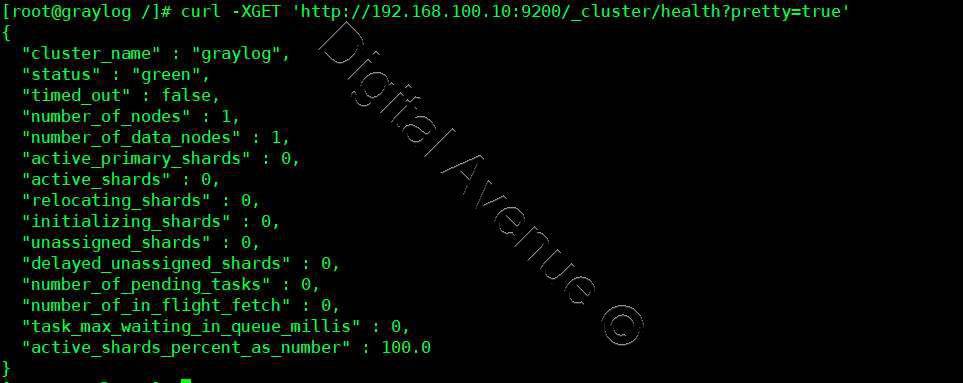 [root@graylog /]# curl -XGET 'http://192.168.100.10:9200/_cluster/health?pretty=true'
{
  "cluster_name" : "graylog",
  "status" : "green",
  "timed_out" : false,
  "number_of_nodes" : 1,
  "number_of_data_nodes" : 1,
  "active_primary_shards" : 0,
  "active_shards" : 0,
  "relocating_shards" : 0,
  "initializing_shards" : 0,
  "unassigned_shards" : 0,
  "delayed_unassigned_shards" : 0,
  "number_of_pending_tasks" : 0,
  "number_of_in_flight_fetch" : 0,
  "task_max_waiting_in_queue_millis" : 0,
  "active_shards_percent_as_number" : 100.0
}
Digital Avenue ©